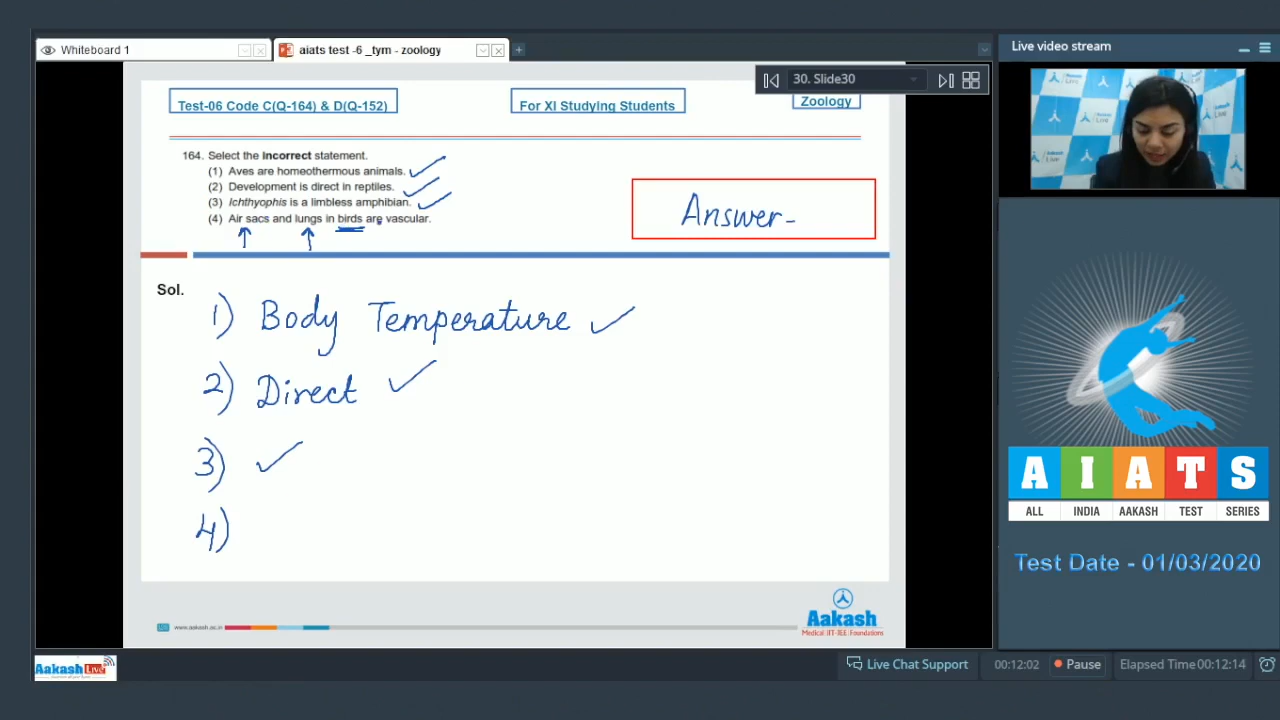 Whiteboard 1
aiats test -6 _tym - zoology
Live video stream
30. Slide30
Test-06 Code C(Q-164) & D(Q-152)
For XI Studying Students
Zoology
164. Select the incorrect statement.
(1) Aves are homeothermous animals.
(2) Development is direct in reptiles.
(3) Ichthyophis is a limbless amphibian.
(4) Air sacs and lungs in birds are vascular.
Answer-
Sol.
1) Body Temperature
2) Direct
3)
4)
www.aakash.ac.in
Aakash
Medical|IIT-JEE|Foundations
AIATS
ALL INDIA AAKASH TEST SERIES
Test Date - 01/03/2020
Aakash Live
Live Chat Support
00:12:02
Pause
Elapsed Time 00:12:14